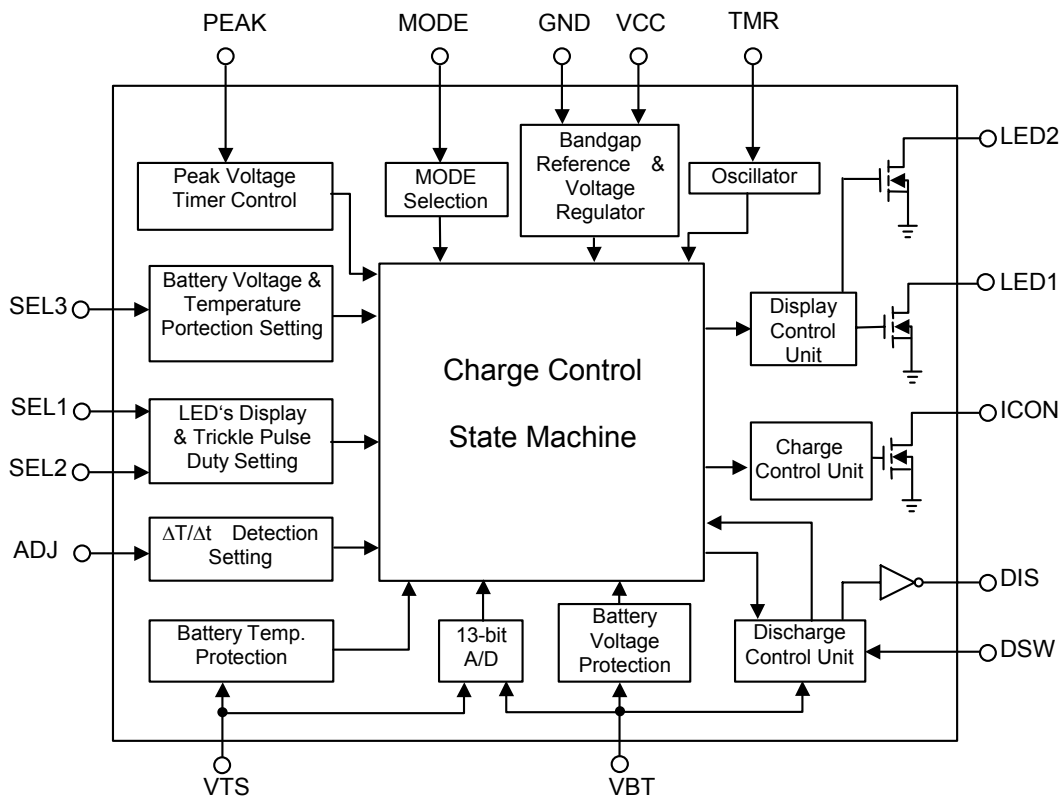 PEAK
MODE
GND
VCC
TMR
LED2
Bandgap
Reference &
Voltage
Regulator
Peak Voltage
Timer Control
MODE
Selection
Oscillator
Battery Voltage &
Temperature
Portection Setting
SEL3
LED1
Display
Control
Unit
Charge Control
State Machine
SEL1
SEL2
LED‘s Display
& Trickle Pulse
Duty Setting
ICON
Charge
Control Unit
ADJ
ΔT/Δt Detection
Setting
DIS
Battery Temp.
Protection
13-bit
A/D
Battery
Voltage
Protection
Discharge
Control Unit
DSW
VTS
VBT